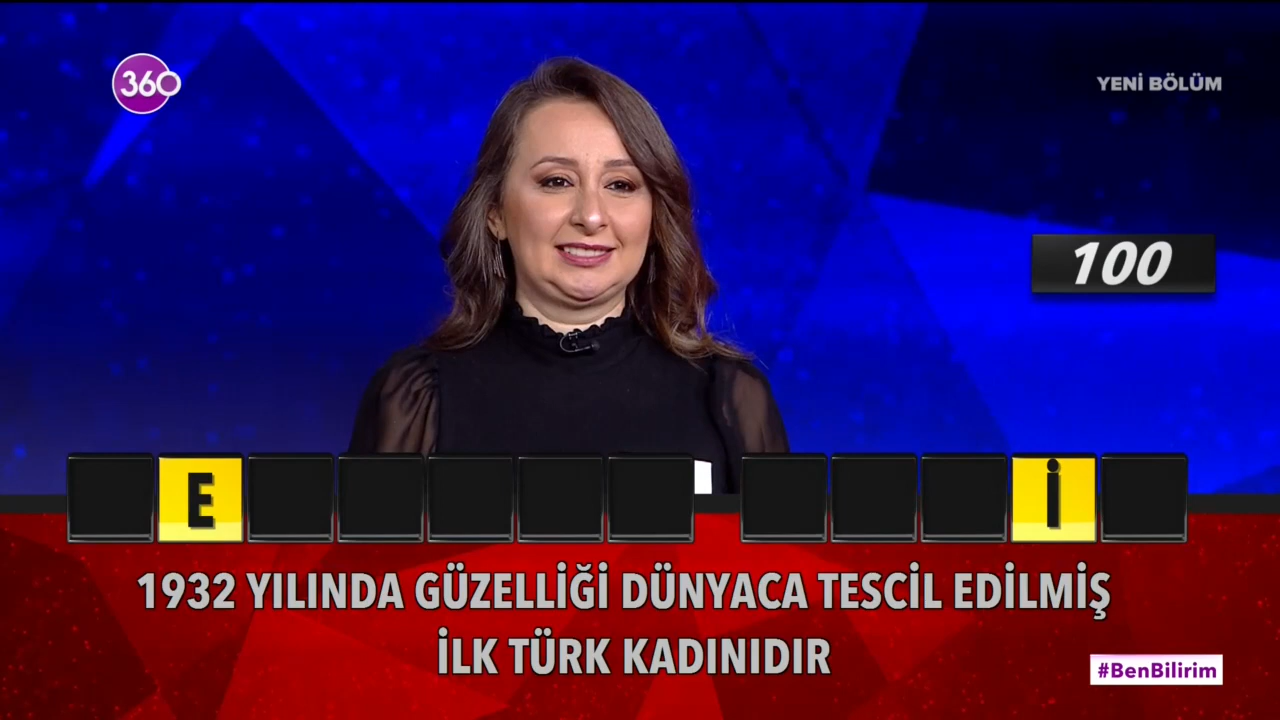 360
YENİ BÖLÜM
100
E İ
1932 YILINDA GÜZELLİĞİ DÜNYACA TESCİL EDİLMİŞ
İLK TÜRK KADINIDIR
#BenBilirim